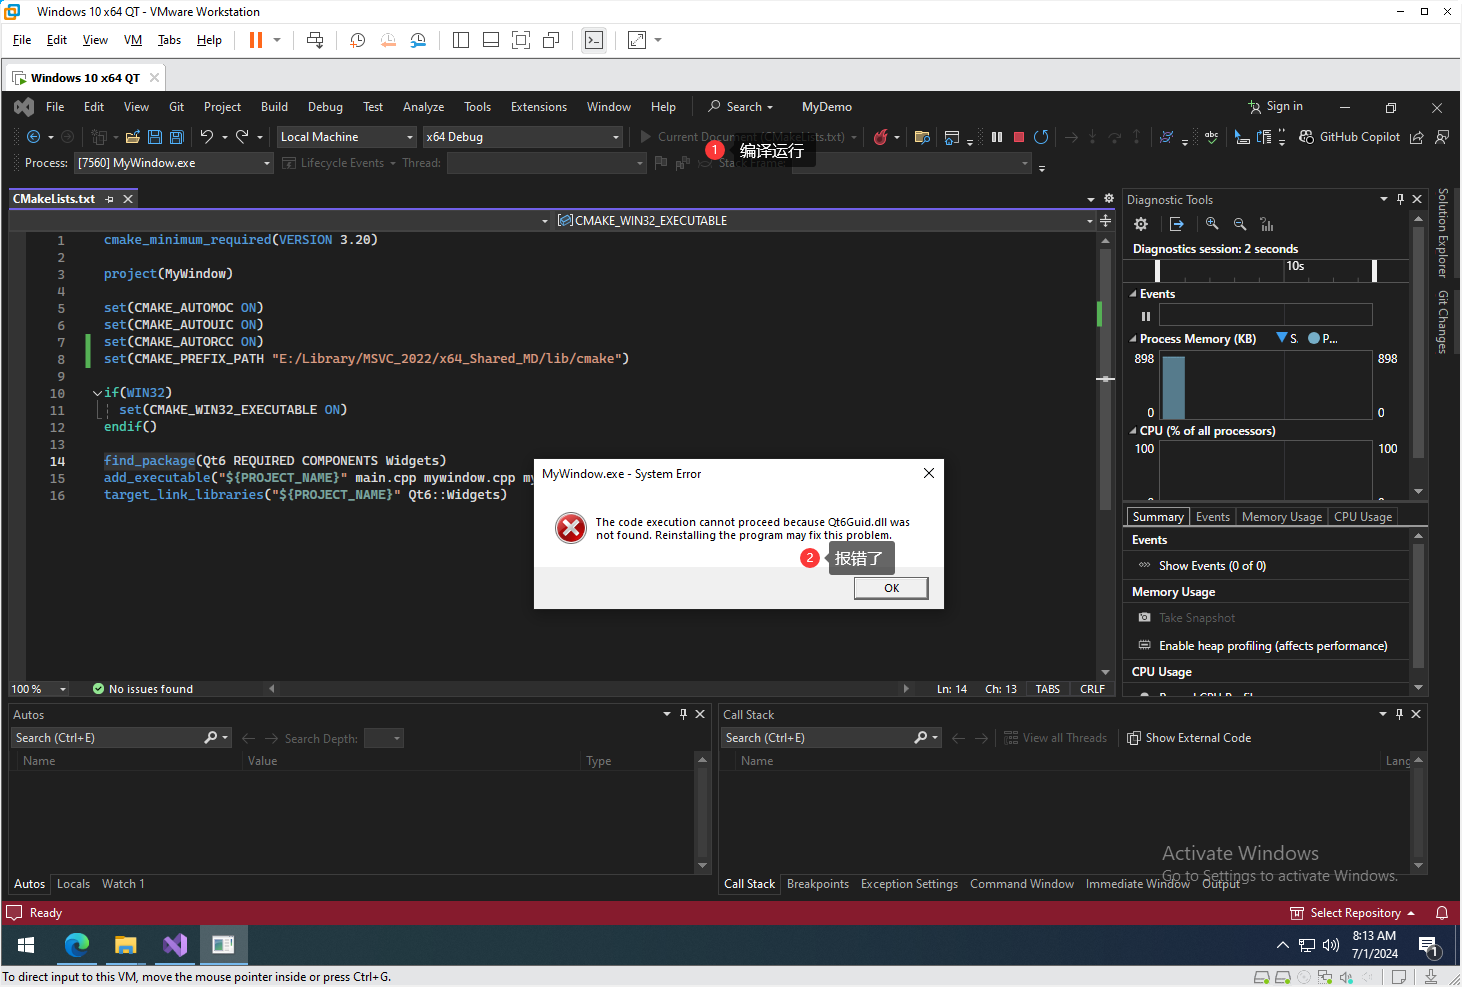 Windows 10 x64 QT - VMware Workstation
File Edit View VM Tabs Help
Windows 10 x64 QT
File Edit View Git Project Build Debug Test Analyze Tools Extensions Window Help Search MyDemo Sign in
Local Machine x64 Debug Current Document (CMakeLists.txt) GitHub Copilot
1 编译运行
Process: [7560] MyWindow.exe Lifecycle Events Thread: Stack Frame:
CMakeLists.txt
CMAKE_WIN32_EXECUTABLE
1 cmake_minimum_required(VERSION 3.20)
2
3 project(MyWindow)
4
5 set(CMAKE_AUTOMOC ON)
6 set(CMAKE_AUTOUIC ON)
7 set(CMAKE_AUTORCC ON)
8 set(CMAKE_PREFIX_PATH "E:/Library/MSVC_2022/x64_Shared_MD/lib/cmake")
9
10 if(WIN32)
11 set(CMAKE_WIN32_EXECUTABLE ON)
12 endif()
13
14 find_package(Qt6 REQUIRED COMPONENTS Widgets)
15 add_executable("${PROJECT_NAME}" main.cpp mywindow.cpp my
16 target_link_libraries("${PROJECT_NAME}" Qt6::Widgets)
MyWindow.exe - System Error
The code execution cannot proceed because Qt6Guid.dll was
not found. Reinstalling the program may fix this problem.
2 报错了
OK
100 % No issues found Ln: 14 Ch: 13 TABS CRLF
Diagnostic Tools
Diagnostics session: 2 seconds
10s
Events
Process Memory (KB) S. P...
898 898
0 0
CPU (% of all processors)
100 100
Summary Events Memory Usage CPU Usage
Events
Show Events (0 of 0)
Memory Usage
Take Snapshot
Enable heap profiling (affects performance)
CPU Usage
Solution Explorer
Git Changes
Autos
Search (Ctrl+E) Search Depth:
Name Value Type
Autos Locals Watch 1
Call Stack
Search (Ctrl+E) View all Threads Show External Code
Name Lang
Activate Windows
Go to Settings to activate Windows.
Call Stack Breakpoints Exception Settings Command Window Immediate Window Output
Ready Select Repository
8:13 AM
7/1/2024
1
To direct input to this VM, move the mouse pointer inside or press Ctrl+G.